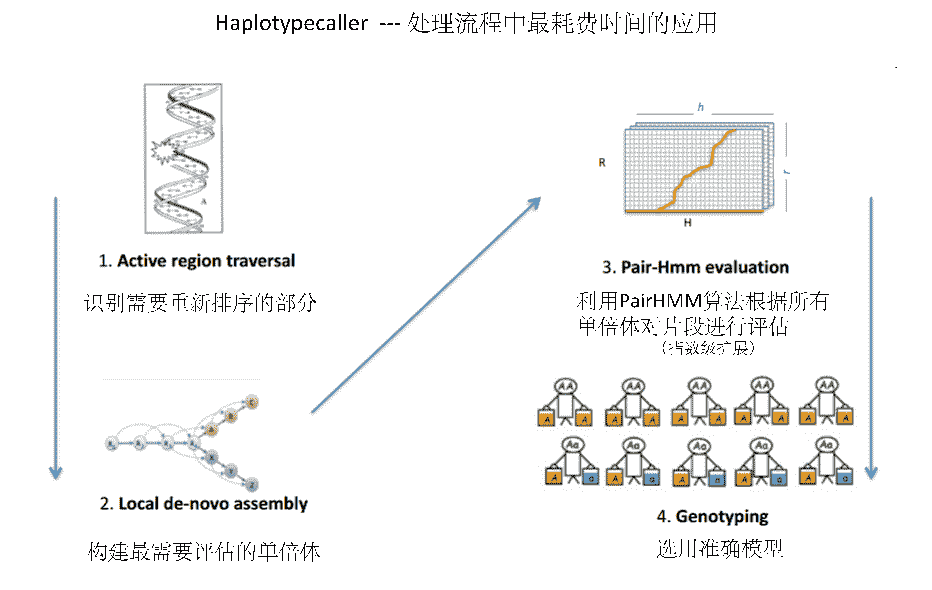 Haplotypecaller --- 处理流程中最耗费时间的应用
A
1. Active region traversal
识别需要重新排序的部分
2. Local de-novo assembly
构建最需要评估的单倍体
h
R
r
H
3. Pair-Hmm evaluation
利用PairHMM算法根据所有
单倍体对片段进行评估
（指数级扩展）
AA AA AA AA AA
A A A A A A A A A A
Aa Aa Aa Aa Aa
A a A a A a A a A a
4. Genotyping
选用准确模型